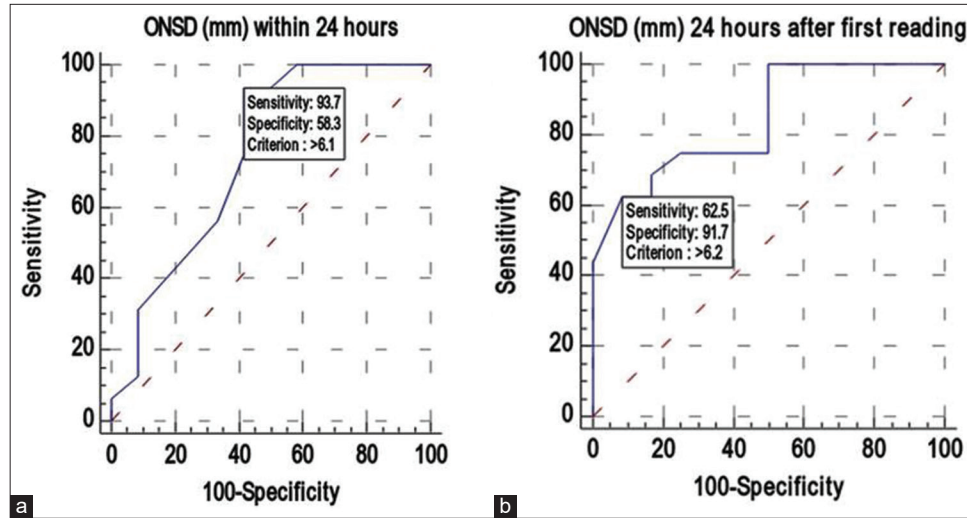 ONSD (mm) within 24 hours
100
80
60
40
20
0
Sensitivity
Sensitivity: 93.7
Specificity: 58.3
Criterion : >6.1
0 20 40 60 80 100
100-Specificity
a
ONSD (mm) 24 hours after first reading
100
80
60
40
20
0
Sensitivity
Sensitivity: 62.5
Specificity: 91.7
Criterion : >6.2
0 20 40 60 80 100
100-Specificity
b